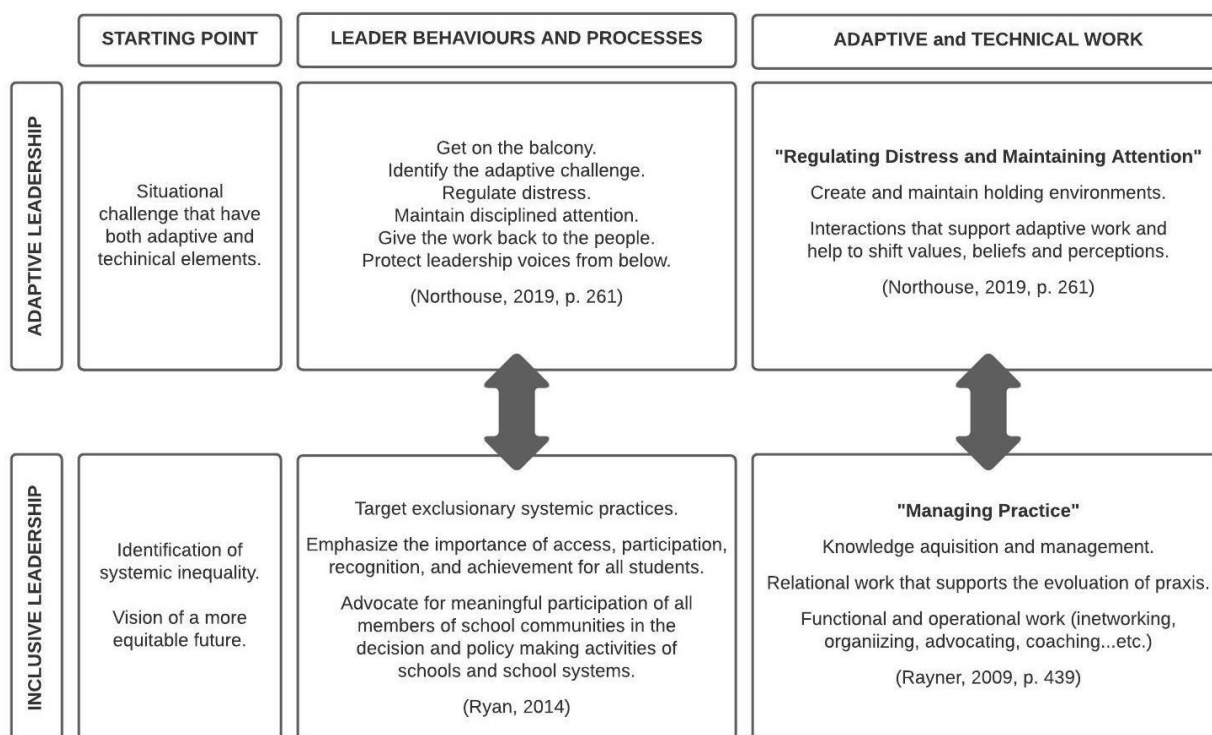 STARTING POINT
LEADER BEHAVIOURS AND PROCESSES
ADAPTIVE and TECHNICAL WORK
ADAPTIVE LEADERSHIP
Situational
challenge that have
both adaptive and
techinical elements.
Get on the balcony.
Identify the adaptive challenge.
Regulate distress.
Maintain disciplined attention.
Give the work back to the people.
Protect leadership voices from below.
(Northouse, 2019, p. 261)
"Regulating Distress and Maintaining Attention"
Create and maintain holding environments.
Interactions that support adaptive work and
help to shift values, beliefs and perceptions.
(Northouse, 2019, p. 261)
INCLUSIVE LEADERSHIP
Identification of
systemic inequality.
Vision of a more
equitable future.
Target exclusionary systemic practices.
Emphasize the importance of access, participation,
recognition, and achievement for all students.
Advocate for meaningful participation of all
members of school communities in the
decision and policy making activities of
schools and school systems.
(Ryan, 2014)
"Managing Practice"
Knowledge aquisition and management.
Relational work that supports the evaluation of praxis.
Functional and operational work (inetworking,
organiizing, advocating, coaching...etc.)
(Rayner, 2009, p. 439)